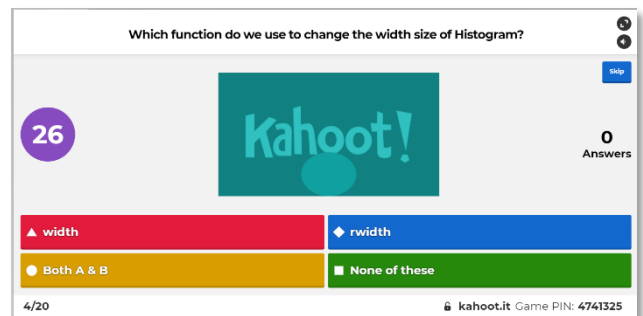 Which function do we use to change the width size of Histogram?
Skip
26
Kahoot!
0
Answers
width
rwidth
Both A & B
None of these
4/20
kahoot.it Game PIN: 4741325